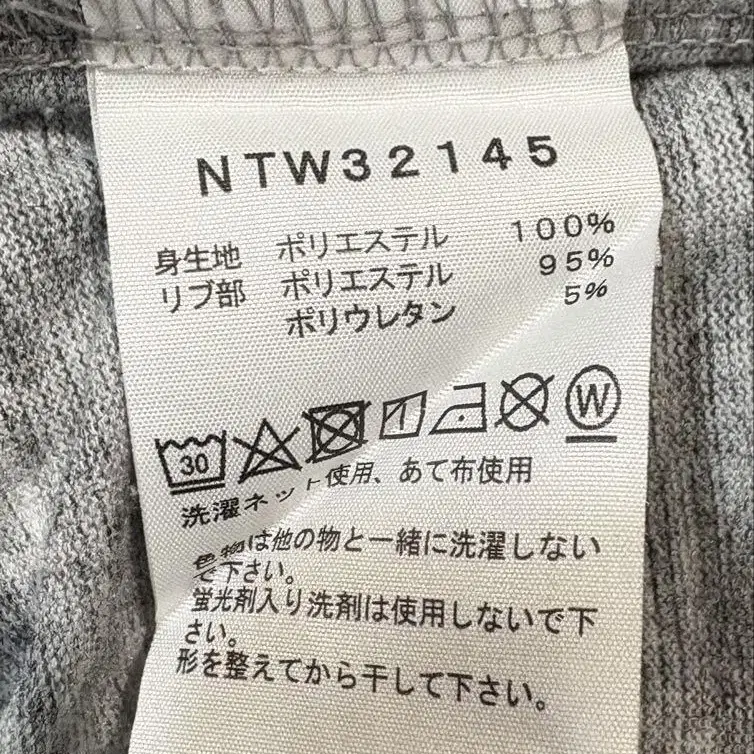 NTW32145
身生地 ポリエステル 100%
リブ部 ポリエステル 95%
ポリウレタン 5%
30 W
洗濯ネット使用、あて布使用
色物は他の物と一緒に洗濯しない
で下さい。
蛍光剤入り洗剤は使用しないで下
さい。
形を整えてから干して下さい。